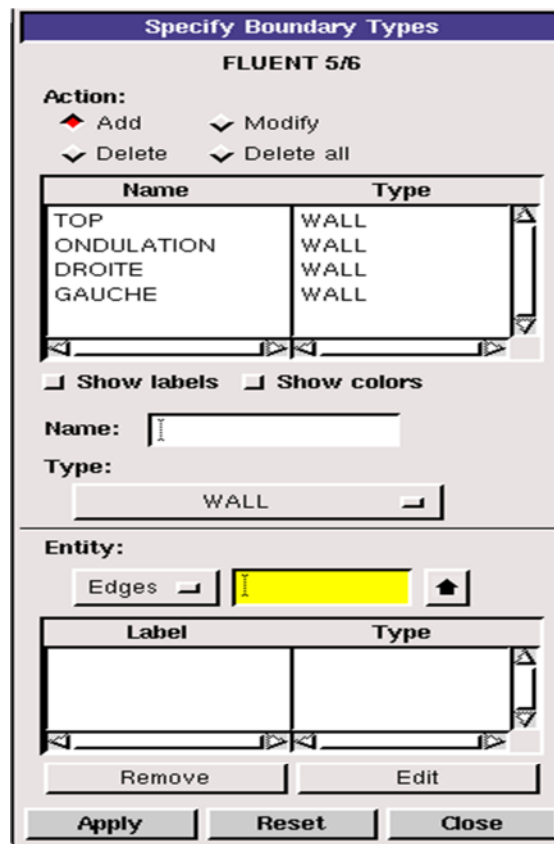 Specify Boundary Types
FLUENT 5/6
Action:
Add Modify
Delete Delete all
Name Type
TOP WALL
ONDULATION WALL
DROITE WALL
GAUCHE WALL
Show labels Show colors
Name:
Type:
WALL
Entity:
Edges
Label Type
Remove Edit
Apply Reset Close